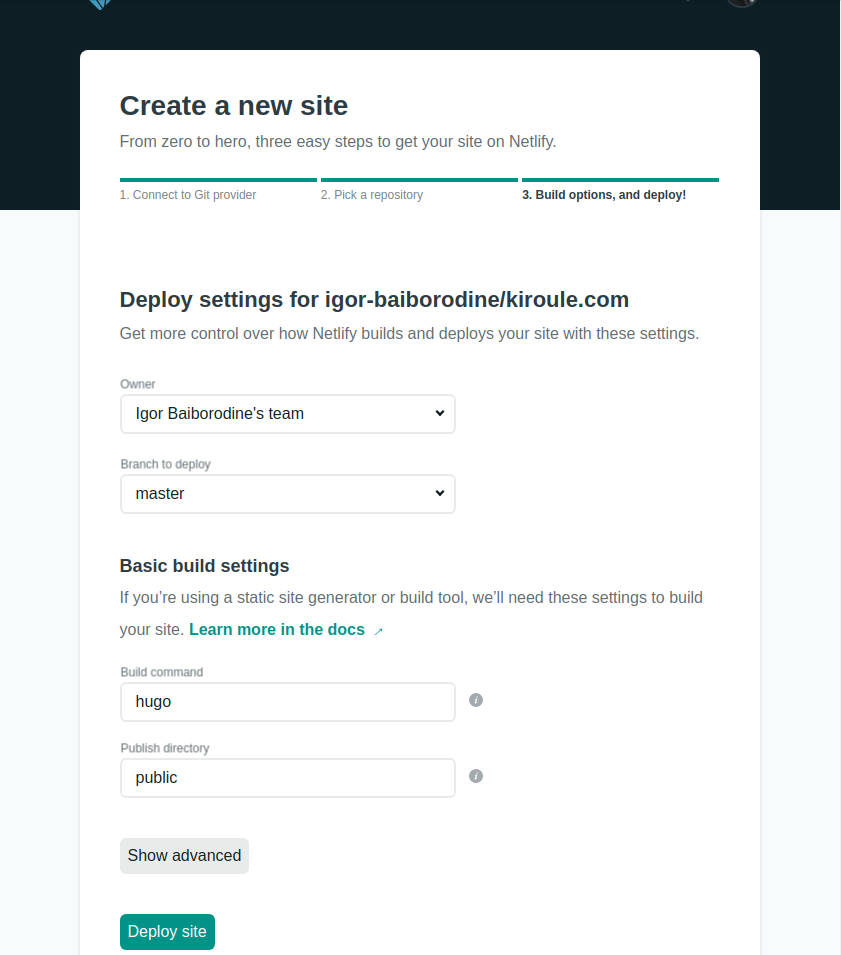 Create a new site
From zero to hero, three easy steps to get your site on Netlify.
1. Connect to Git provider
2. Pick a repository
3. Build options, and deploy!
Deploy settings for igor-baiborodine/kiroule.com
Get more control over how Netlify builds and deploys your site with these settings.
Owner
Igor Baiborodine's team
Branch to deploy
master
Basic build settings
If you’re using a static site generator or build tool, we’ll need these settings to build
your site. Learn more in the docs ↗
Build command
hugo
i
Publish directory
public
i
Show advanced
Deploy site